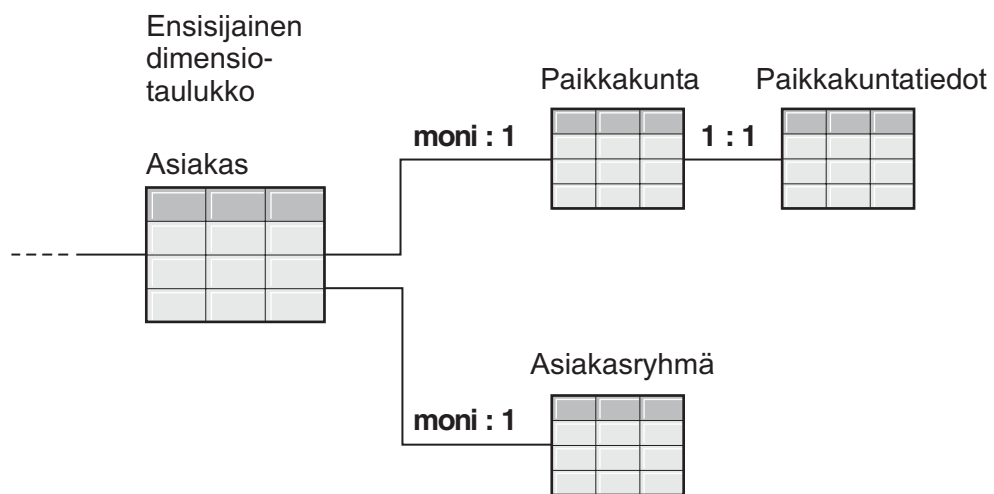 Ensisijainen
dimensio-
taulukko
Asiakas
Paikkakunta
Paikkakuntatiedot
moni : 1
1 : 1
Asiakasryhmä
moni : 1